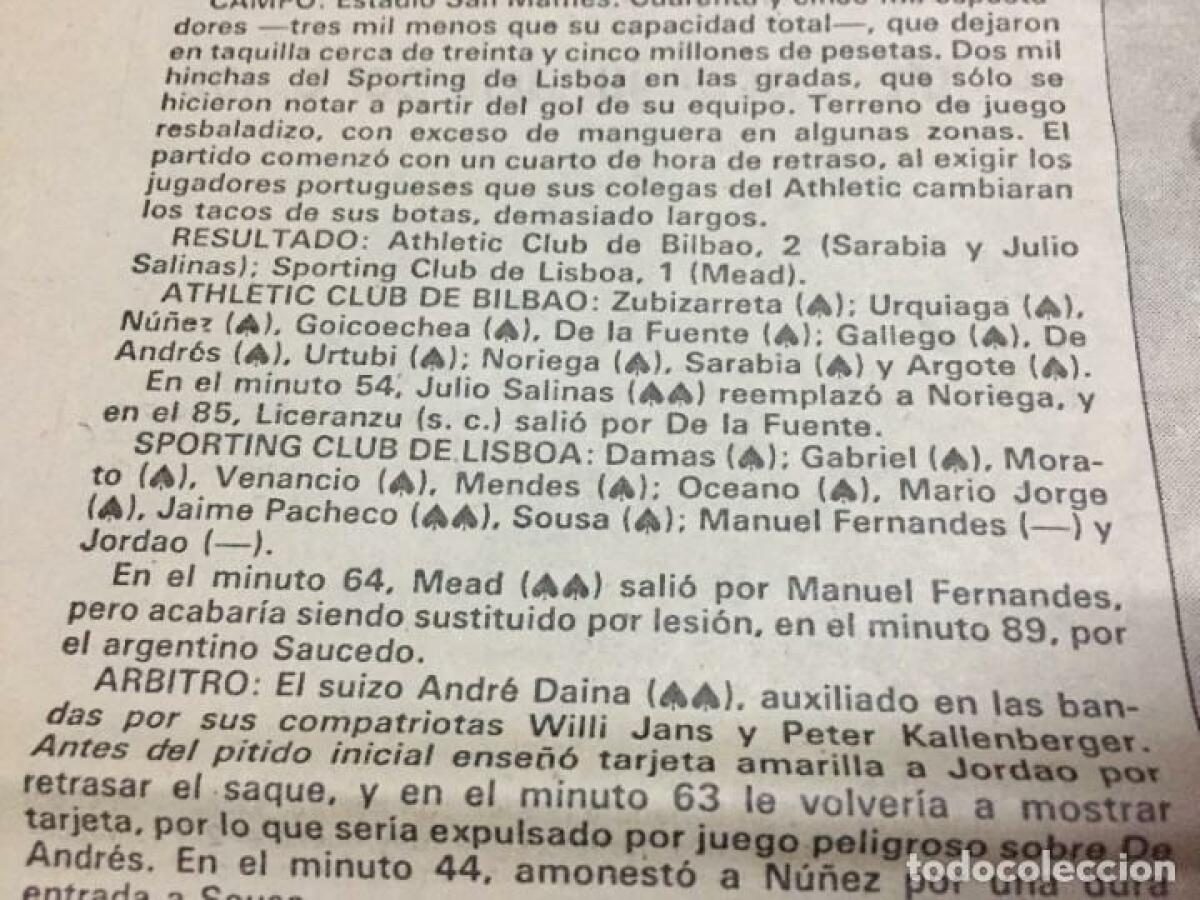 CAMPO: Estadio San Mamés. Cuarenta y cinco mil especta-
dores —tres mil menos que su capacidad total—, que dejaron
en taquilla cerca de treinta y cinco millones de pesetas. Dos mil
hinchas del Sporting de Lisboa en las gradas, que sólo se
hicieron notar a partir del gol de su equipo. Terreno de juego
resbaladizo, con exceso de manguera en algunas zonas. El
partido comenzó con un cuarto de hora de retraso, al exigir los
jugadores portugueses que sus colegas del Athletic cambiaran
los tacos de sus botas, demasiado largos.
RESULTADO: Athletic Club de Bilbao, 2 (Sarabia y Julio
Salinas); Sporting Club de Lisboa, 1 (Mead).
ATHLETIC CLUB DE BILBAO: Zubizarreta (♠); Urquiaga (♠),
Núñez (♠), Goicoechea (♠), De la Fuente (♠); Gallego (♠), De
Andrés (♠), Urtubi (♠); Noriega (♠), Sarabia (♠) y Argote (♠).
En el minuto 54, Julio Salinas (♠♠) reemplazó a Noriega, y
en el 85, Liceranzu (s. c.) salió por De la Fuente.
SPORTING CLUB DE LISBOA: Damas (♠); Gabriel (♠), Mora-
to (♠), Venancio (♠), Mendes (♠); Oceano (♠), Mario Jorge
(♠), Jaime Pacheco (♠♠), Sousa (♠); Manuel Fernandes (—) y
Jordao (—).
En el minuto 64, Mead (♠♠) salió por Manuel Fernandes,
pero acabaría siendo sustituido por lesión, en el minuto 89, por
el argentino Saucedo.
ARBITRO: El suizo André Daina (♠♠), auxiliado en las ban-
das por sus compatriotas Willi Jans y Peter Kallenberger.
Antes del pitido inicial enseñó tarjeta amarilla a Jordao por
retrasar el saque, y en el minuto 63 le volvería a mostrar
tarjeta, por lo que sería expulsado por juego peligroso sobre De
Andrés. En el minuto 44, amonestó a Núñez por una dura
entrada a Sousa.
todocoleccion